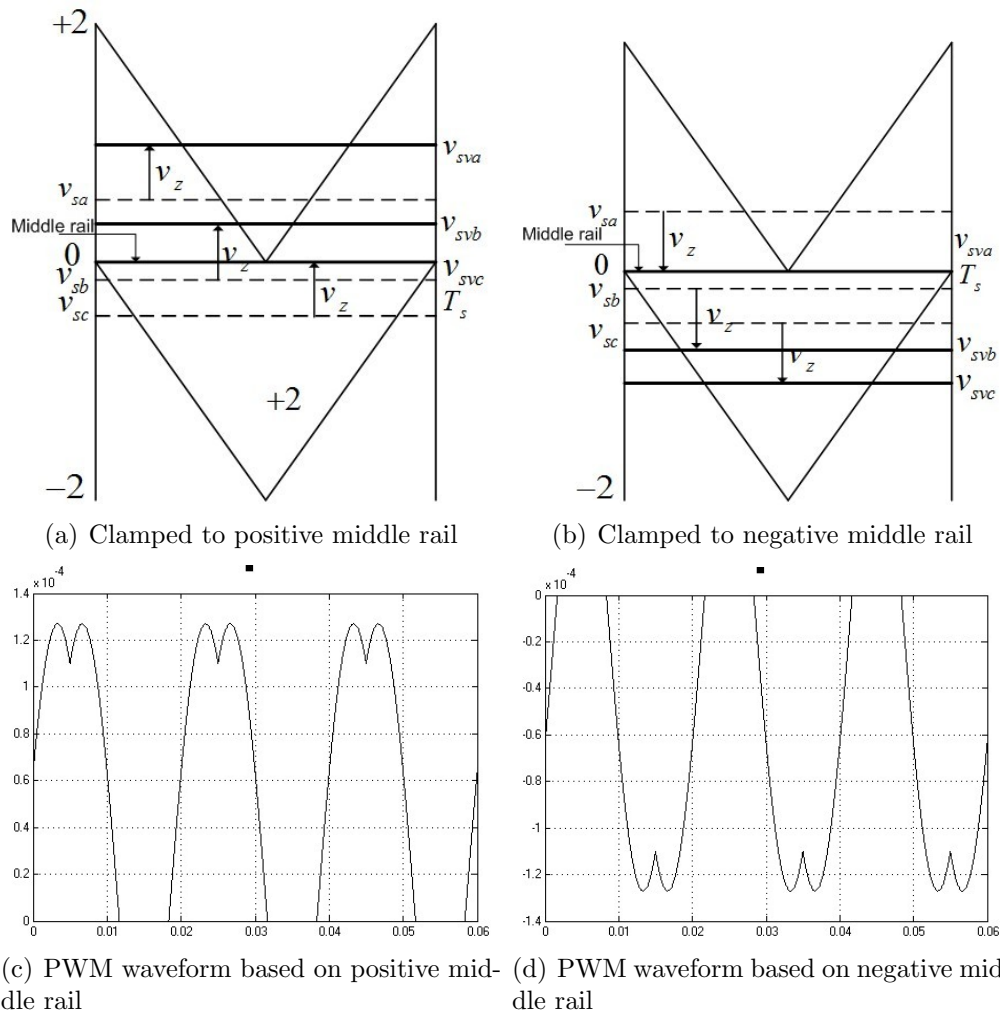 +2
v_sva
v_z
v_sa
Middle rail
v_svb
0
v_z
v_svc
v_sb
v_z
T_s
v_sc
+2
−2
(a) Clamped to positive middle rail
v_sa
v_z
Middle rail
v_sva
0
T_s
v_sb
v_z
v_sc
v_svb
v_z
v_svc
−2
(b) Clamped to negative middle rail
x 10^-4
1.4
1.2
1
0.8
0.6
0.4
0.2
0
0 0.01 0.02 0.03 0.04 0.05 0.06
(c) PWM waveform based on positive mid-
dle rail
x 10^-4
0
-0.2
-0.4
-0.6
-0.8
-1
-1.2
-1.4
0 0.01 0.02 0.03 0.04 0.05 0.06
(d) PWM waveform based on negative mid
dle rail